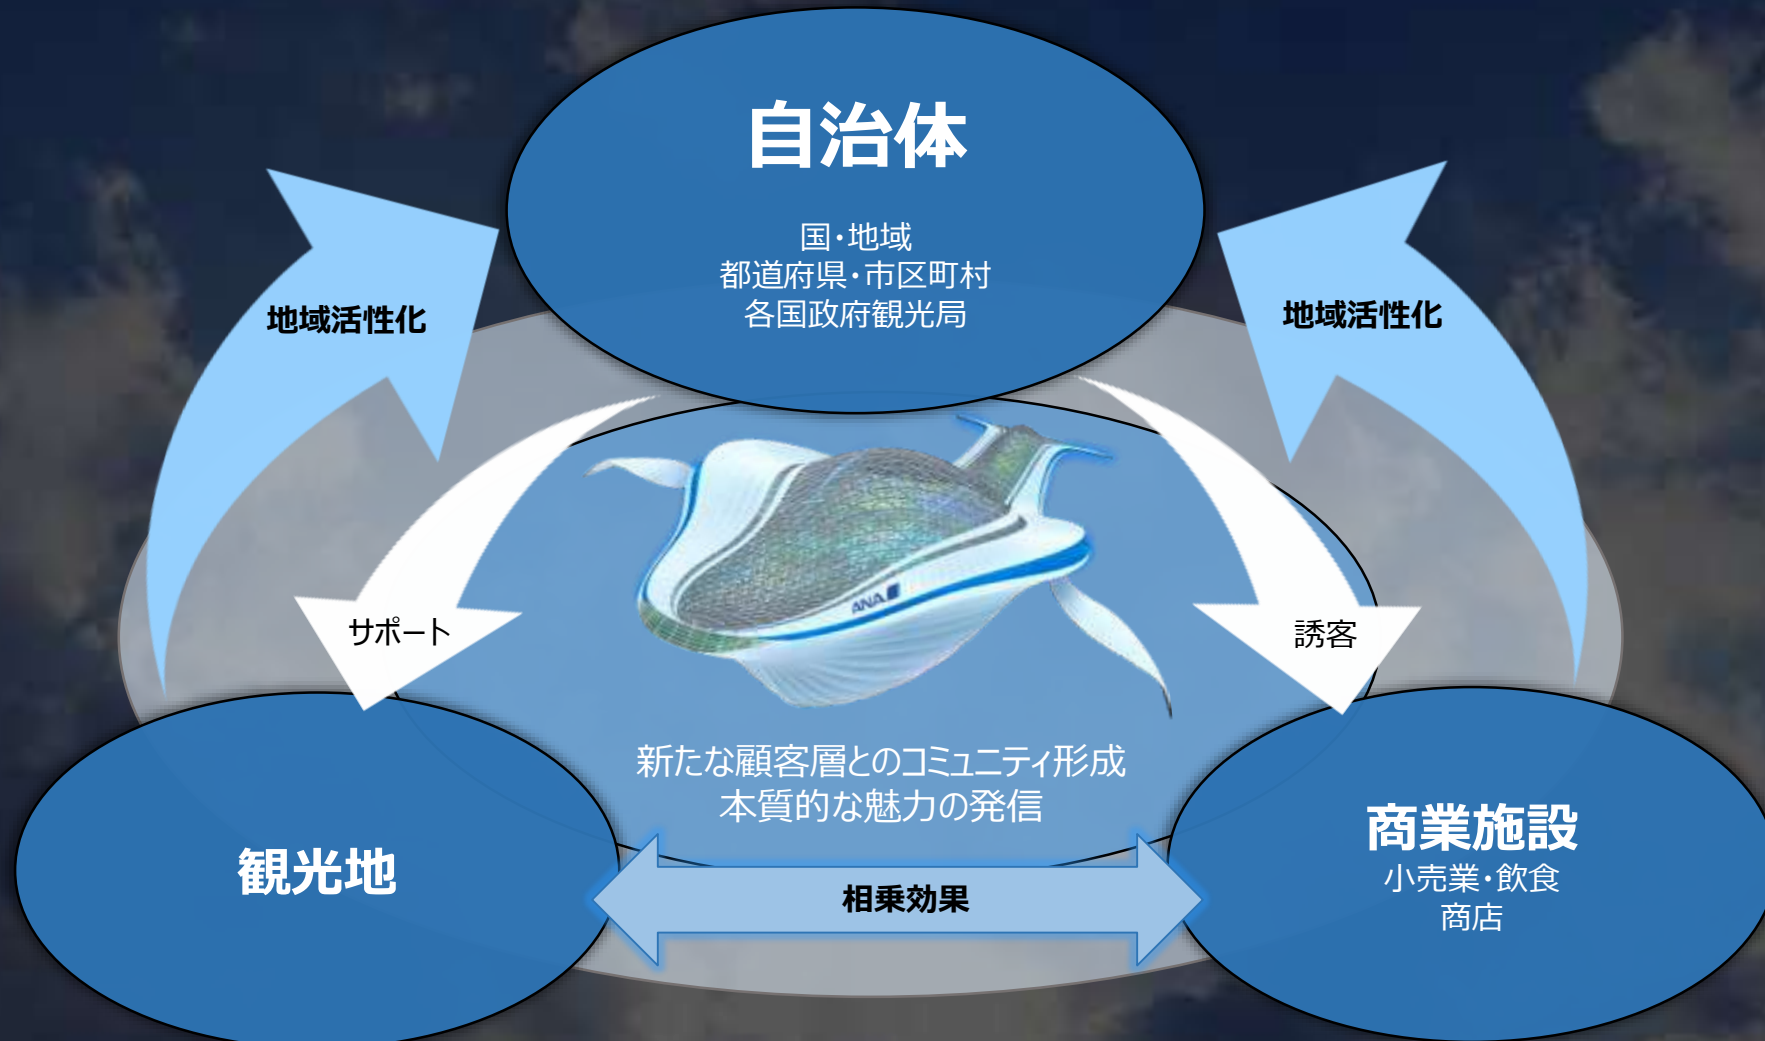 自治体
国・地域
都道府県・市区町村
各国政府観光局
地域活性化
地域活性化
サポート
誘客
ANA
新たな顧客層とのコミュニティ形成
本質的な魅力の発信
観光地
商業施設
小売業・飲食
商店
相乗効果